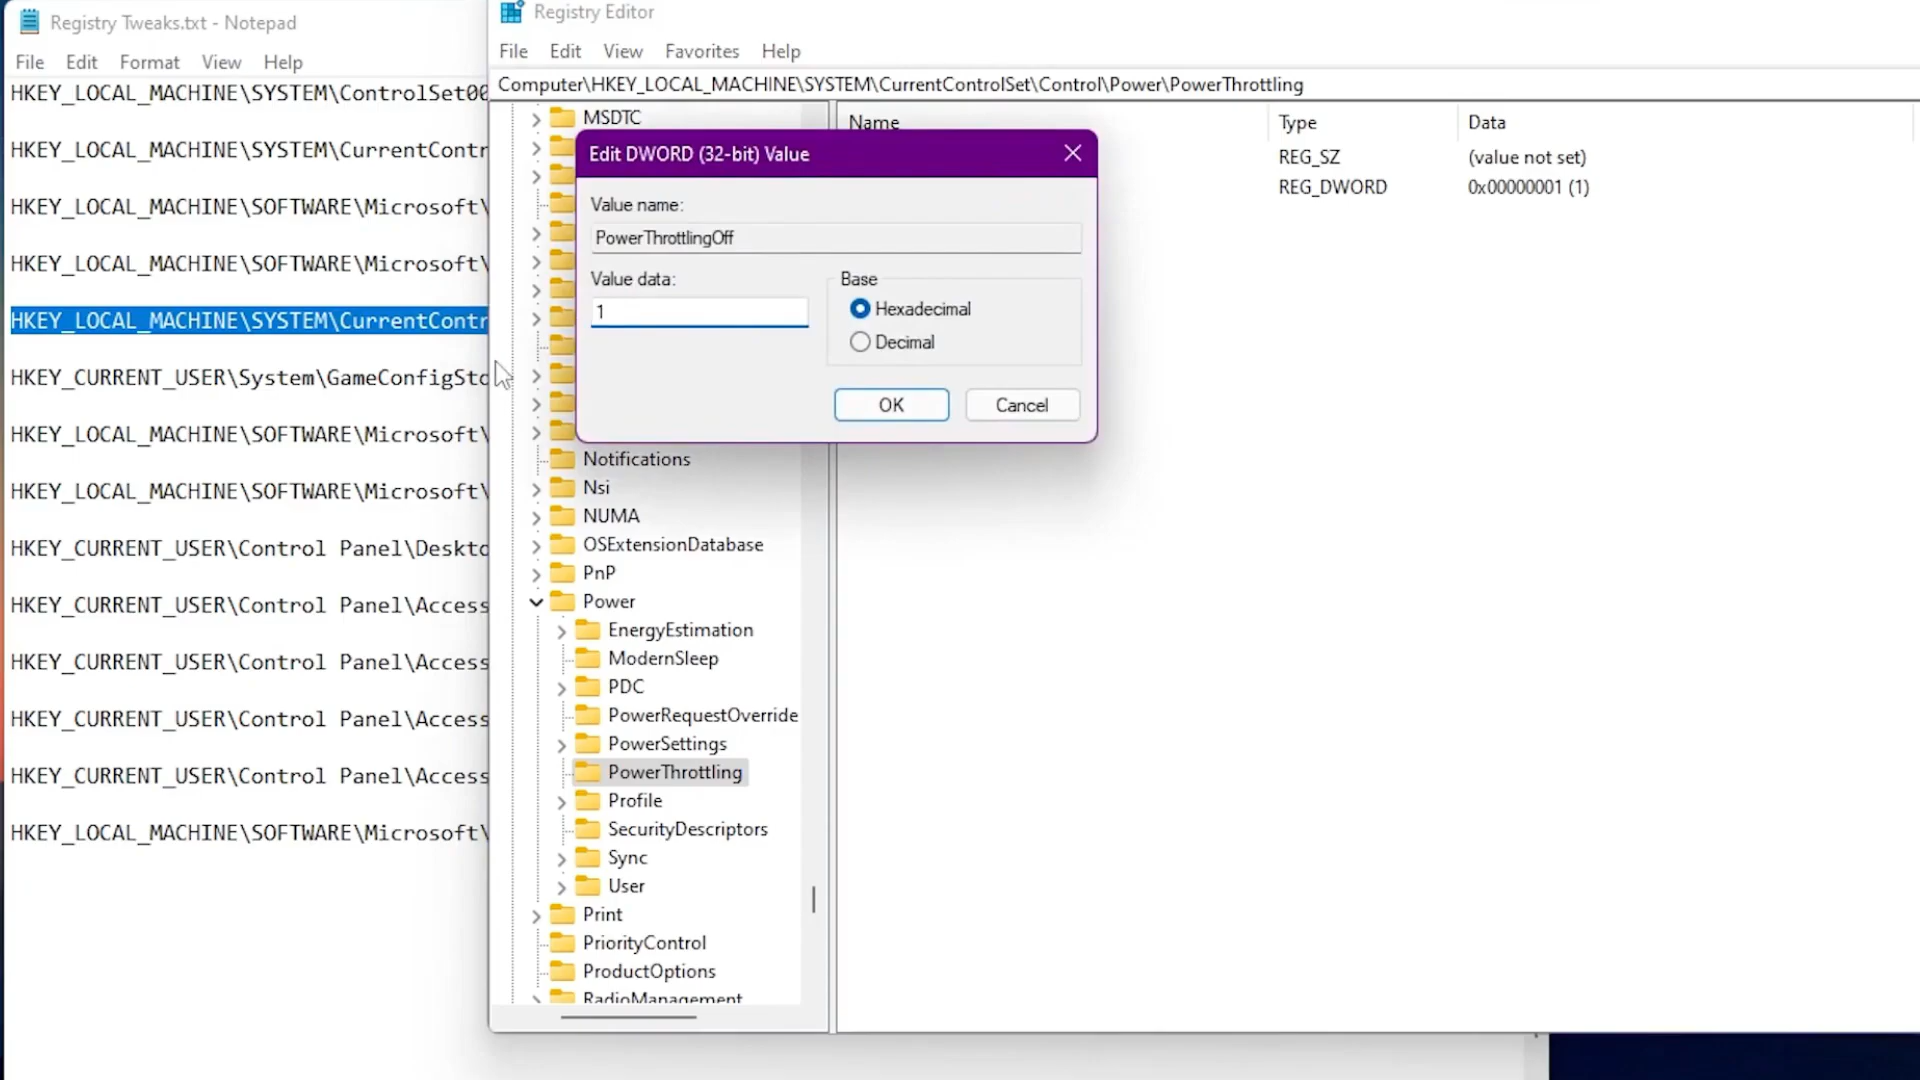 Registry Tweaks.txt - Notepad
File Edit Format View Help
HKEY_LOCAL_MACHINE\SYSTEM\ControlSet00
HKEY_LOCAL_MACHINE\SYSTEM\CurrentContr
HKEY_LOCAL_MACHINE\SOFTWARE\Microsoft\
HKEY_LOCAL_MACHINE\SOFTWARE\Microsoft\
HKEY_LOCAL_MACHINE\SYSTEM\CurrentContr
HKEY_CURRENT_USER\System\GameConfigSto
HKEY_LOCAL_MACHINE\SOFTWARE\Microsoft\
HKEY_LOCAL_MACHINE\SOFTWARE\Microsoft\
HKEY_CURRENT_USER\Control Panel\Deskto
HKEY_CURRENT_USER\Control Panel\Access
HKEY_CURRENT_USER\Control Panel\Access
HKEY_CURRENT_USER\Control Panel\Access
HKEY_CURRENT_USER\Control Panel\Access
HKEY_LOCAL_MACHINE\SOFTWARE\Microsoft\
Registry Editor
File Edit View Favorites Help
Computer\HKEY_LOCAL_MACHINE\SYSTEM\CurrentControlSet\Control\Power\PowerThrottling
MSDTC
Notifications
Nsi
NUMA
OSExtensionDatabase
PnP
Power
EnergyEstimation
ModernSleep
PDC
PowerRequestOverride
PowerSettings
PowerThrottling
Profile
SecurityDescriptors
Sync
User
Print
PriorityControl
ProductOptions
RadioManagement
Name Type Data
REG_SZ (value not set)
REG_DWORD 0x00000001 (1)
Edit DWORD (32-bit) Value
Value name:
PowerThrottlingOff
Value data:
1
Base
Hexadecimal
Decimal
OK Cancel